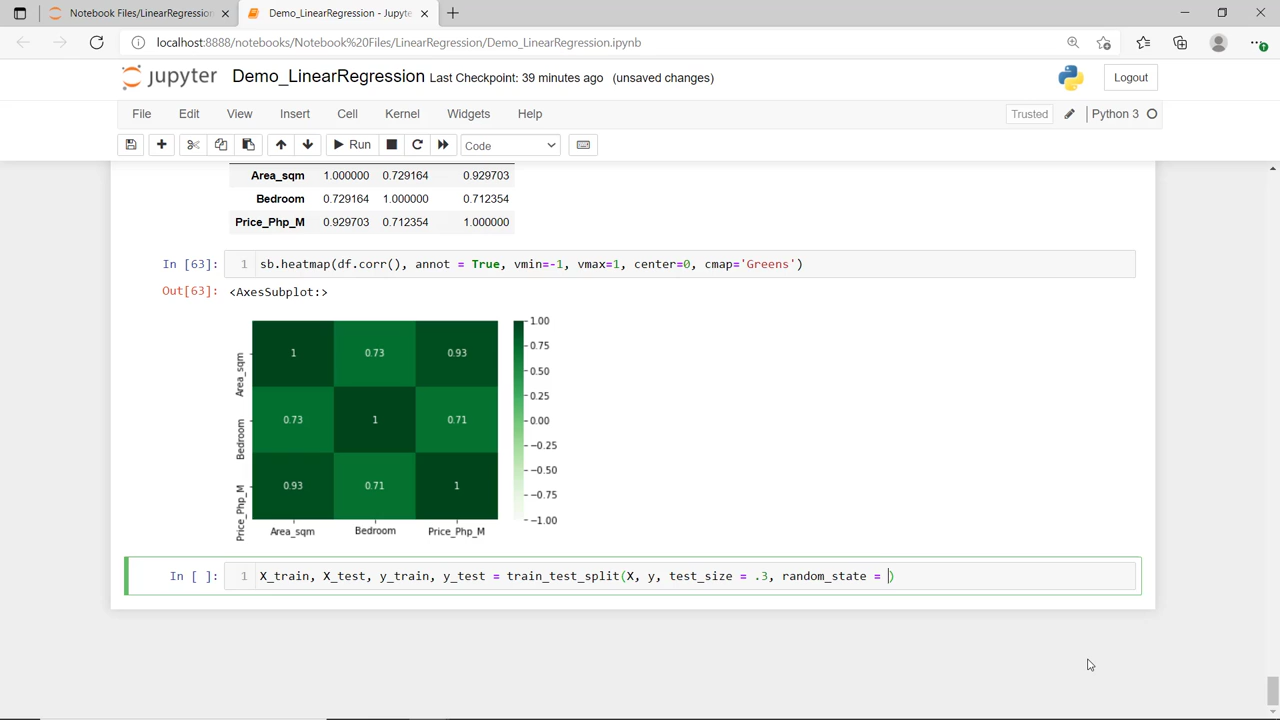 Notebook Files/LinearRegression
Demo_LinearRegression - Jupyte
localhost:8888/notebooks/Notebook%20Files/LinearRegression/Demo_LinearRegression.ipynb
jupyter Demo_LinearRegression Last Checkpoint: 39 minutes ago (unsaved changes)
Logout
File Edit View Insert Cell Kernel Widgets Help
Trusted
Python 3
Run
Code
Area_sqm 1.000000 0.729164 0.929703
Bedroom 0.729164 1.000000 0.712354
Price_Php_M 0.929703 0.712354 1.000000
In [63]: 1 sb.heatmap(df.corr(), annot = True, vmin=-1, vmax=1, center=0, cmap='Greens')
Out[63]: <AxesSubplot:>
1.00
0.75
0.50
0.25
0.00
−0.25
−0.50
−0.75
−1.00
Area_sqm
1 0.73 0.93
Bedroom
0.73 1 0.71
Price_Php_M
0.93 0.71 1
Area_sqm Bedroom Price_Php_M
In [ ]: 1 X_train, X_test, y_train, y_test = train_test_split(X, y, test_size = .3, random_state = )